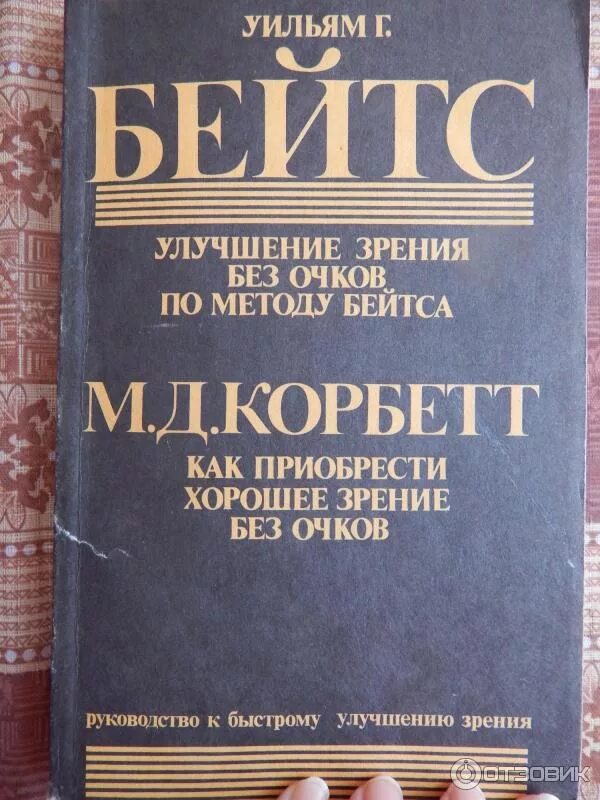 УИЛЬЯМ Г.
БЕЙТС
УЛУЧШЕНИЕ ЗРЕНИЯ
БЕЗ ОЧКОВ
ПО МЕТОДУ БЕЙТСА
М.Д.КОРБЕТТ
КАК ПРИОБРЕСТИ
ХОРОШЕЕ ЗРЕНИЕ
БЕЗ ОЧКОВ
руководство к быстрому улучшению зрения
ОТЗОВИК